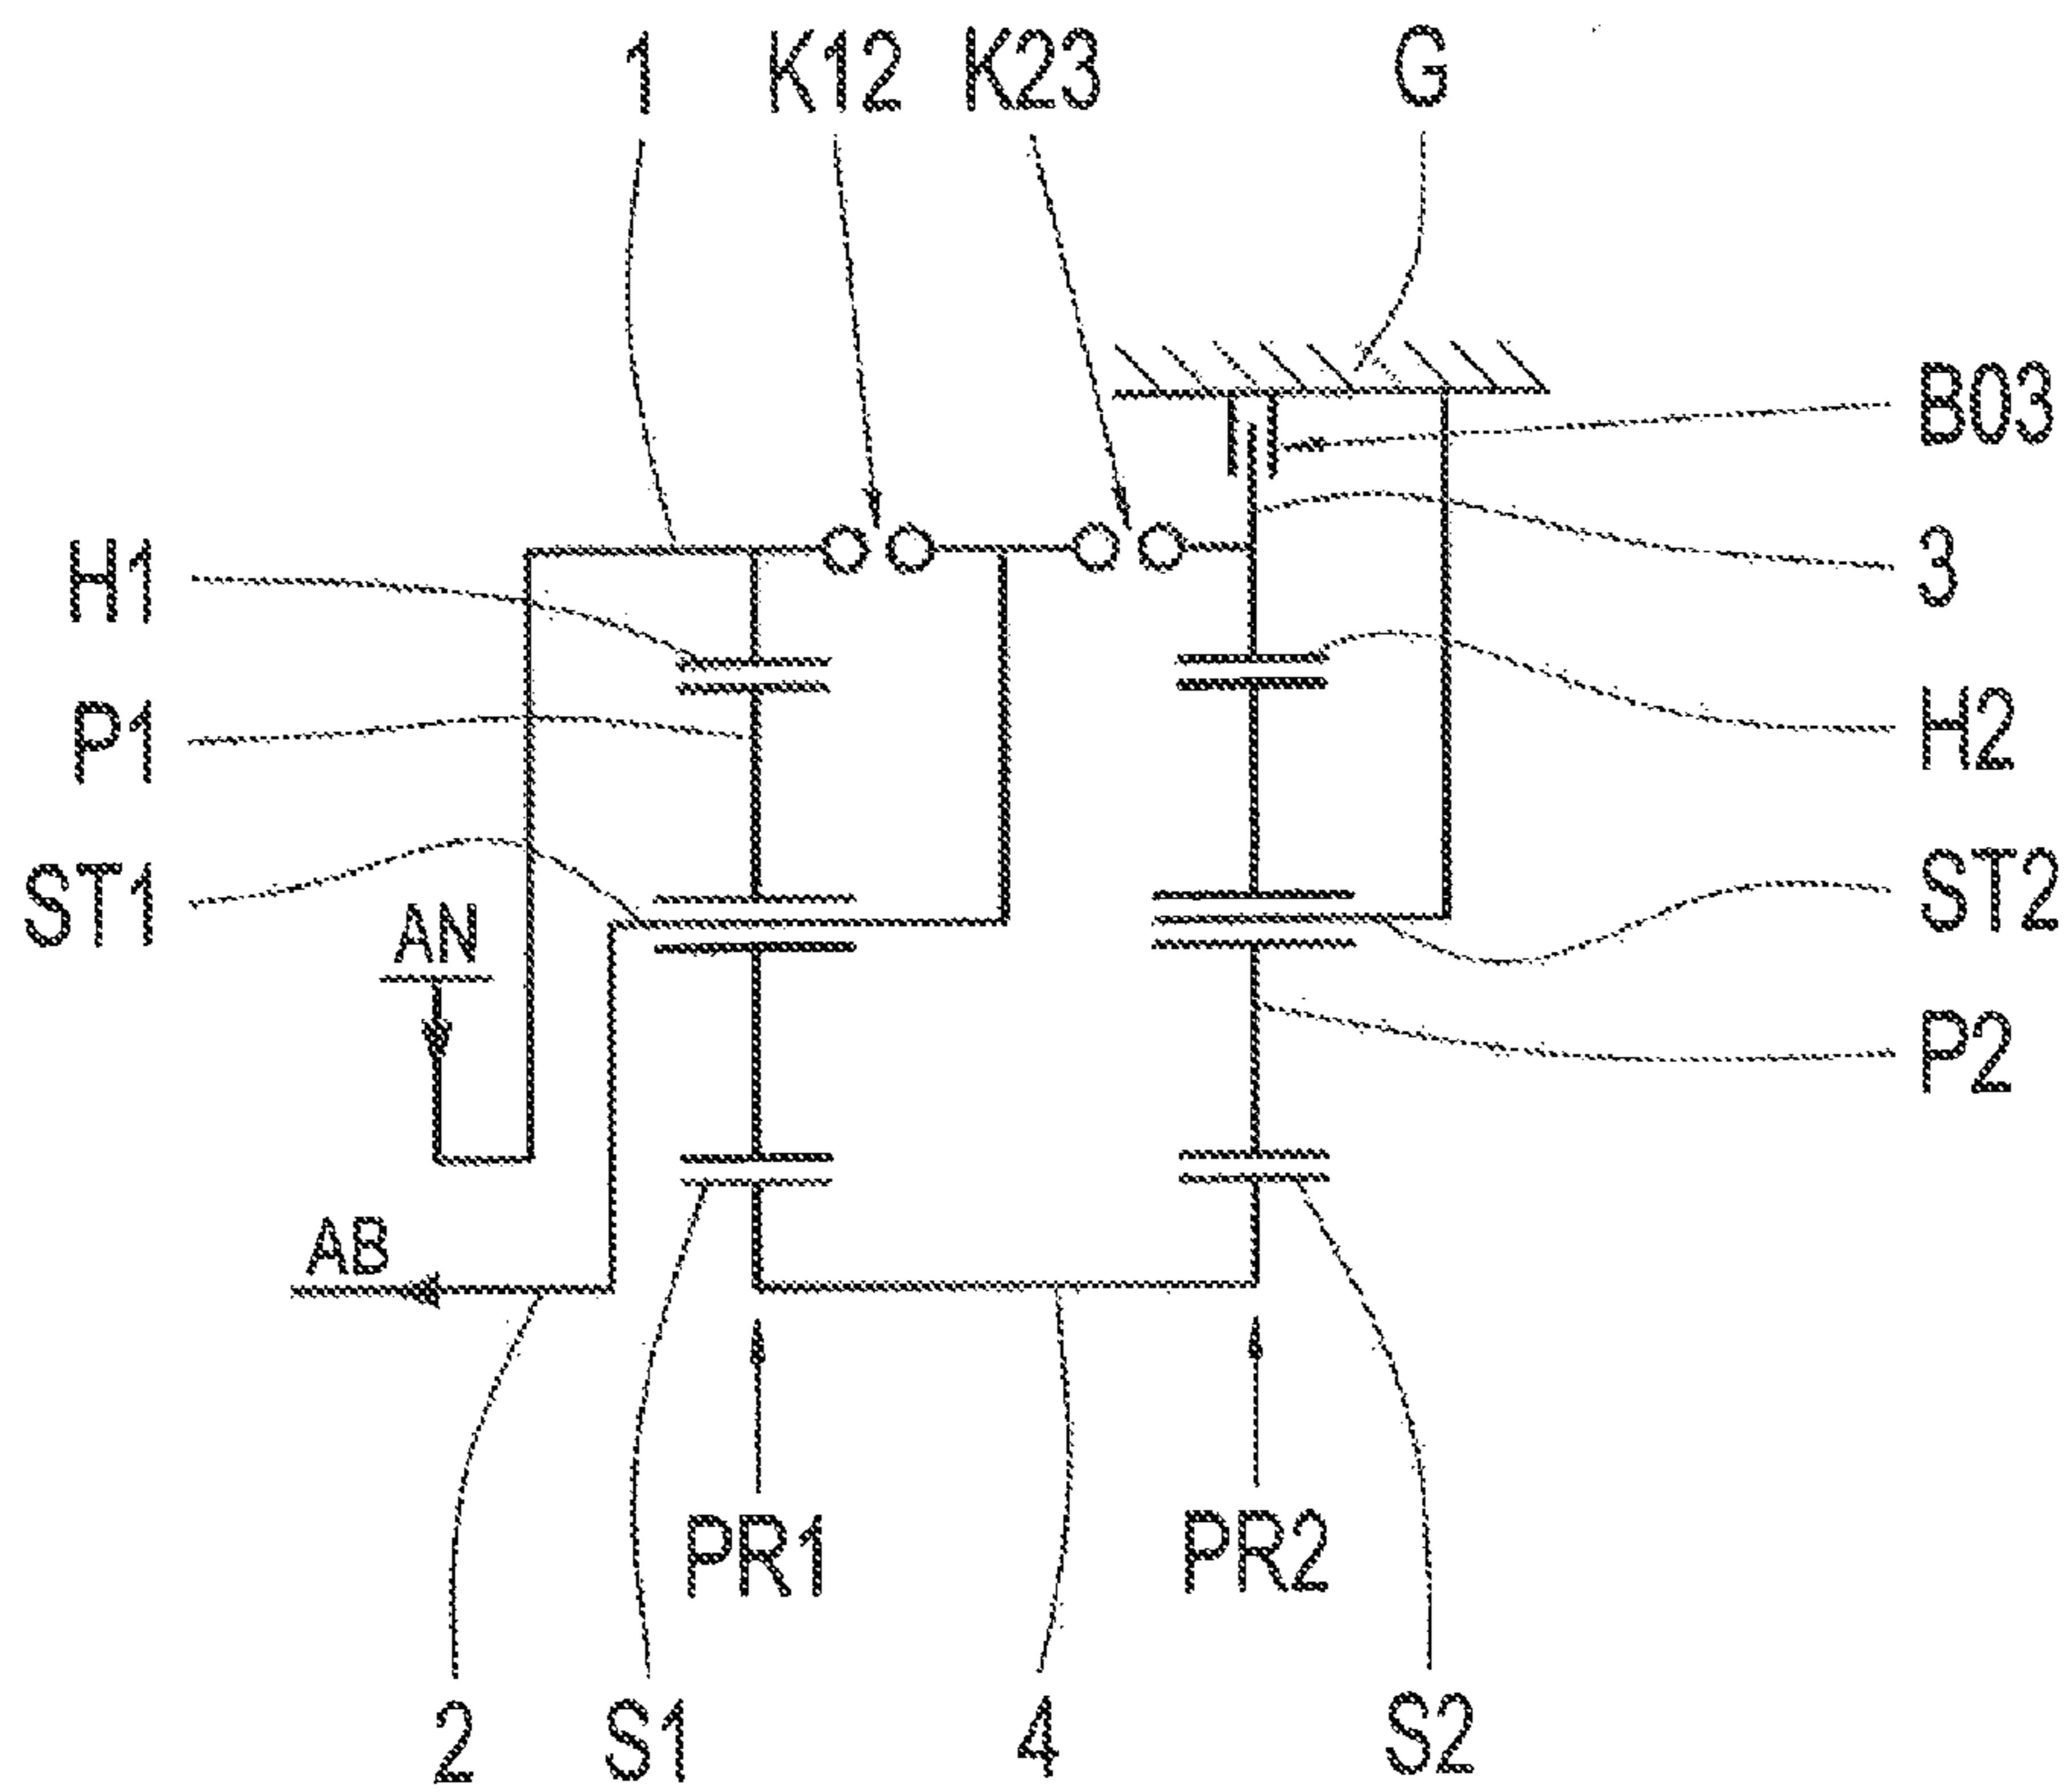 1 K12 K23 G
B03
H1 3
P1 H2
ST1 AN ST2
P2
AB
PR1 PR2
2 S1 4 S2